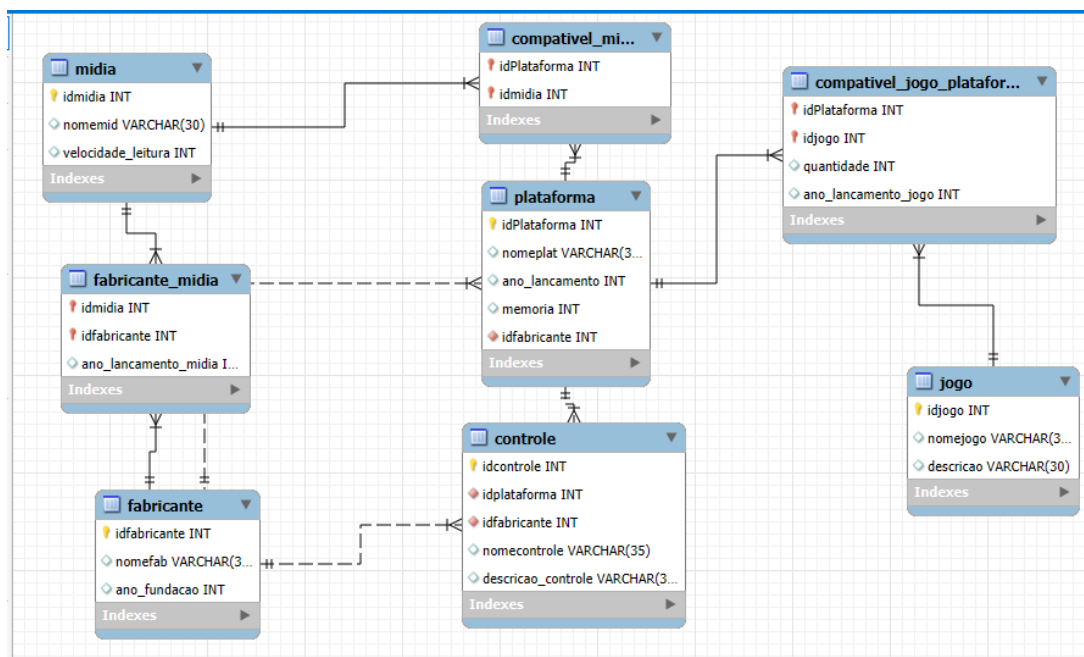 midia
idmidia INT
nomemid VARCHAR(30)
velocidade_leitura INT
Indexes
compativel_mi...
idPlataforma INT
idmidia INT
Indexes
compativel_jogo_platafor...
idPlataforma INT
idjogo INT
quantidade INT
ano_lancamento_jogo INT
Indexes
plataforma
idPlataforma INT
nomeplat VARCHAR(3...
ano_lancamento INT
memoria INT
idfabricante INT
Indexes
fabricante_midia
idmidia INT
idfabricante INT
ano_lancamento_midia I...
Indexes
jogo
idjogo INT
nomejogo VARCHAR(3...
descricao VARCHAR(30)
Indexes
controle
idcontrole INT
idplataforma INT
idfabricante INT
nomecontrole VARCHAR(35)
descricao_controle VARCHAR(3...
Indexes
fabricante
idfabricante INT
nomefab VARCHAR(3...
ano_fundacao INT
Indexes